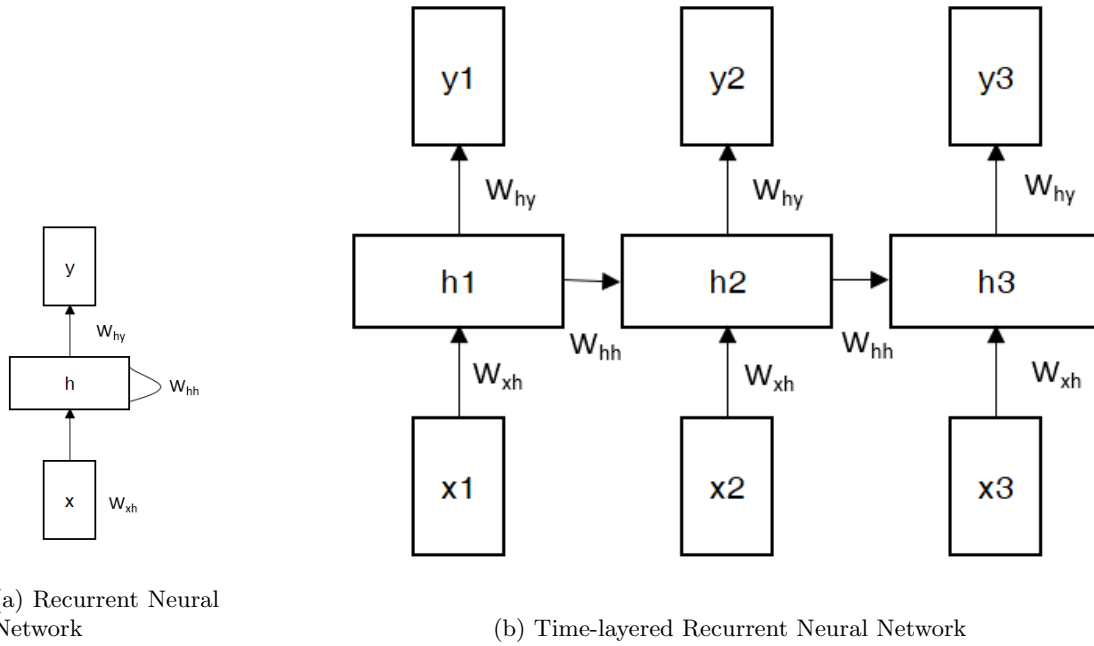 y
W_hy
h
W_hh
x
W_xh
a) Recurrent Neural
Network
y1 y2 y3
W_hy W_hy W_hy
h1 h2 h3
W_hh W_hh
W_xh W_xh W_xh
x1 x2 x3
(b) Time-layered Recurrent Neural Network